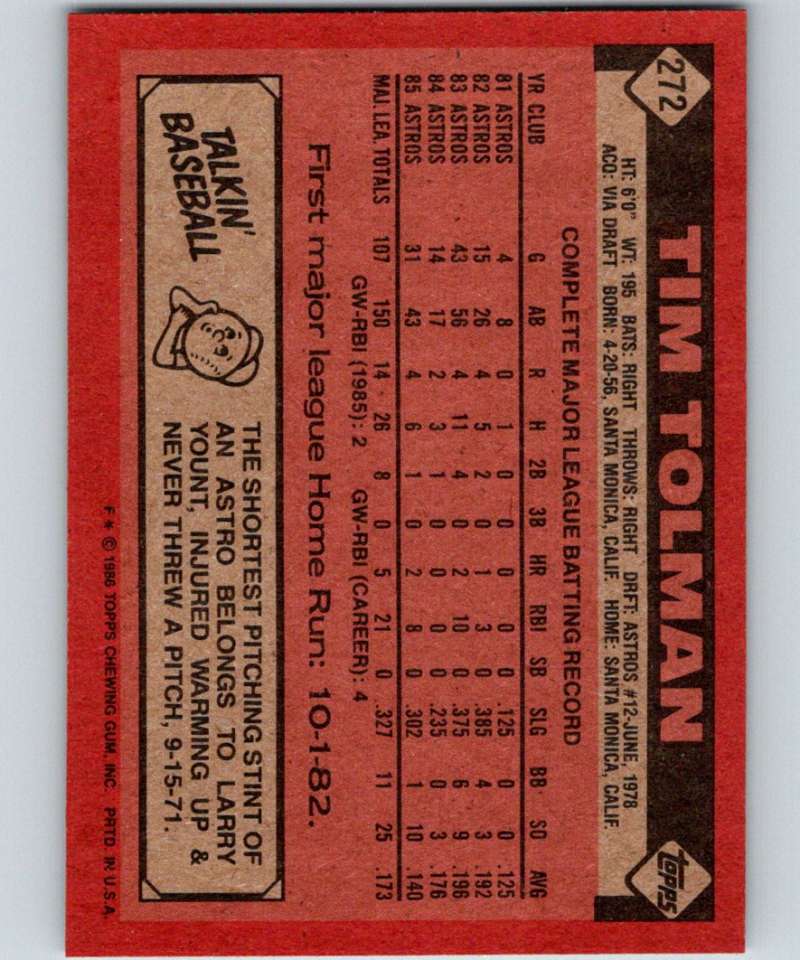 272
TIM TOLMAN
topps
HT: 6'0" WT: 195 BATS: RIGHT THROWS: RIGHT DRFT: ASTROS #12-JUNE, 1978
ACQ: VIA DRAFT BORN: 4-20-56, SANTA MONICA, CALIF. HOME: SANTA MONICA, CALIF.
COMPLETE MAJOR LEAGUE BATTING RECORD
YR CLUB G AB R H 2B 3B HR RBI SB SLG BB SO AVG
81 ASTROS 4 8 0 1 0 0 0 0 0 .125 0 0 .125
82 ASTROS 15 26 4 5 2 0 1 3 0 .385 4 3 .192
83 ASTROS 43 56 4 11 4 0 2 10 0 .375 6 9 .196
84 ASTROS 14 17 2 3 1 0 0 0 0 .235 0 3 .176
85 ASTROS 31 43 4 6 1 0 2 8 0 .302 1 10 .140
MAJ. LEA. TOTALS 107 150 14 26 8 0 5 21 0 .327 11 25 .173
GW-RBI (1985): 2 GW-RBI (CAREER): 4
First major league Home Run: 10-1-82.
TALKIN'
BASEBALL
THE SHORTEST PITCHING STINT OF
AN ASTRO BELONGS TO LARRY
YOUNT, INJURED WARMING UP &
NEVER THREW A PITCH, 9-15-71.
F* © 1986 TOPPS CHEWING GUM, INC. PRTD. IN U.S.A.